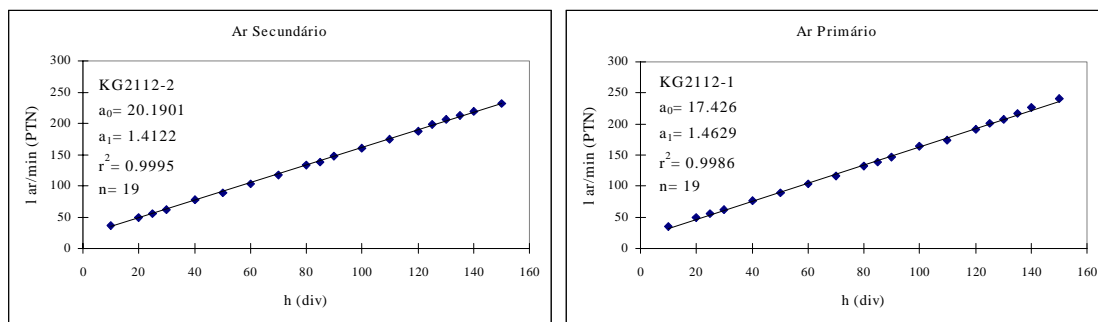 Ar Secundário
300
250
200
150
100
50
0
l ar/min (PTN)
KG2112-2
a0= 20.1901
a1= 1.4122
r2= 0.9995
n= 19
0 20 40 60 80 100 120 140 160
h (div)
Ar Primário
300
250
200
150
100
50
0
l ar/min (PTN)
KG2112-1
a0= 17.426
a1= 1.4629
r2= 0.9986
n= 19
0 20 40 60 80 100 120 140 160
h (div)